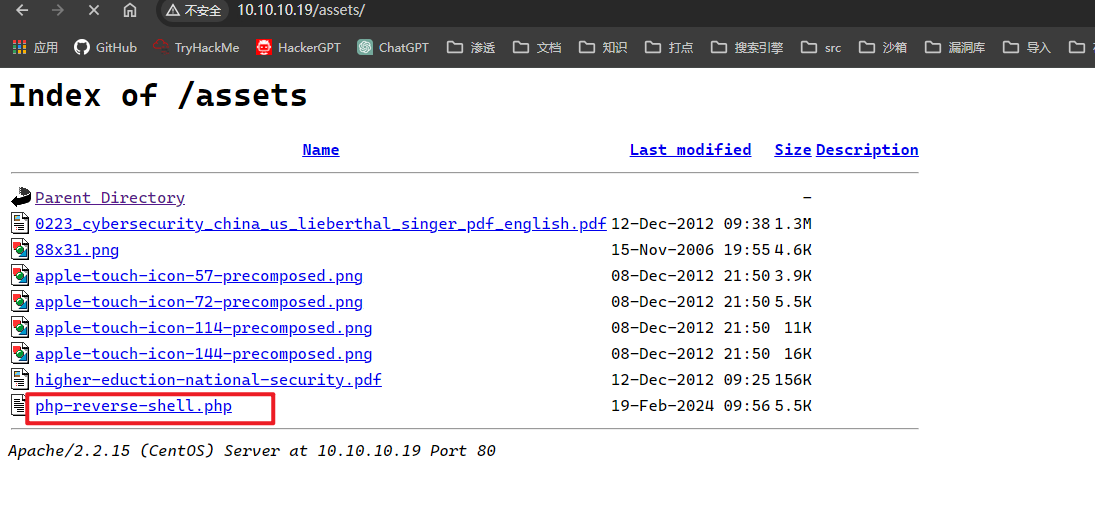 不安全 10.10.10.19/assets/
应用 GitHub TryHackMe HackerGPT ChatGPT 渗透 文档 知识 打点 搜索引擎 src 沙箱 漏洞库 导入
Index of /assets
Name Last modified Size Description
Parent Directory -
0223_cybersecurity_china_us_lieberthal_singer_pdf_english.pdf 12-Dec-2012 09:38 1.3M
88x31.png 15-Nov-2006 19:55 4.6K
apple-touch-icon-57-precomposed.png 08-Dec-2012 21:50 3.9K
apple-touch-icon-72-precomposed.png 08-Dec-2012 21:50 5.5K
apple-touch-icon-114-precomposed.png 08-Dec-2012 21:50 11K
apple-touch-icon-144-precomposed.png 08-Dec-2012 21:50 16K
higher-eduction-national-security.pdf 12-Dec-2012 09:25 156K
php-reverse-shell.php 19-Feb-2024 09:56 5.5K
Apache/2.2.15 (CentOS) Server at 10.10.10.19 Port 80